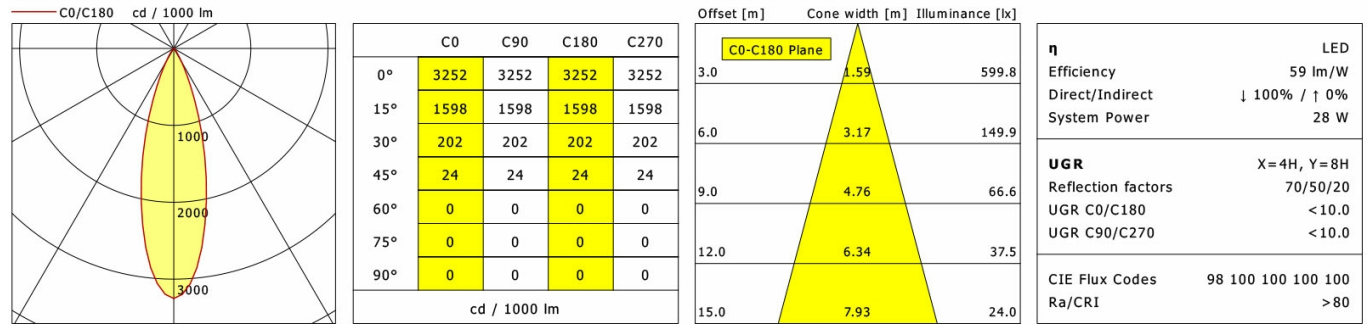 C0/C180 cd / 1000 lm
1000
2000
3000
C0 C90 C180 C270
0° 3252 3252 3252 3252
15° 1598 1598 1598 1598
30° 202 202 202 202
45° 24 24 24 24
60° 0 0 0 0
75° 0 0 0 0
90° 0 0 0 0
cd / 1000 lm
Offset [m] Cone width [m] Illuminance [lx]
C0-C180 Plane
3.0 1.59 599.8
6.0 3.17 149.9
9.0 4.76 66.6
12.0 6.34 37.5
15.0 7.93 24.0
η LED
Efficiency 59 lm/W
Direct/Indirect ↓ 100% / ↑ 0%
System Power 28 W
UGR X=4H, Y=8H
Reflection factors 70/50/20
UGR C0/C180 <10.0
UGR C90/C270 <10.0
CIE Flux Codes 98 100 100 100 100
Ra/CRI >80